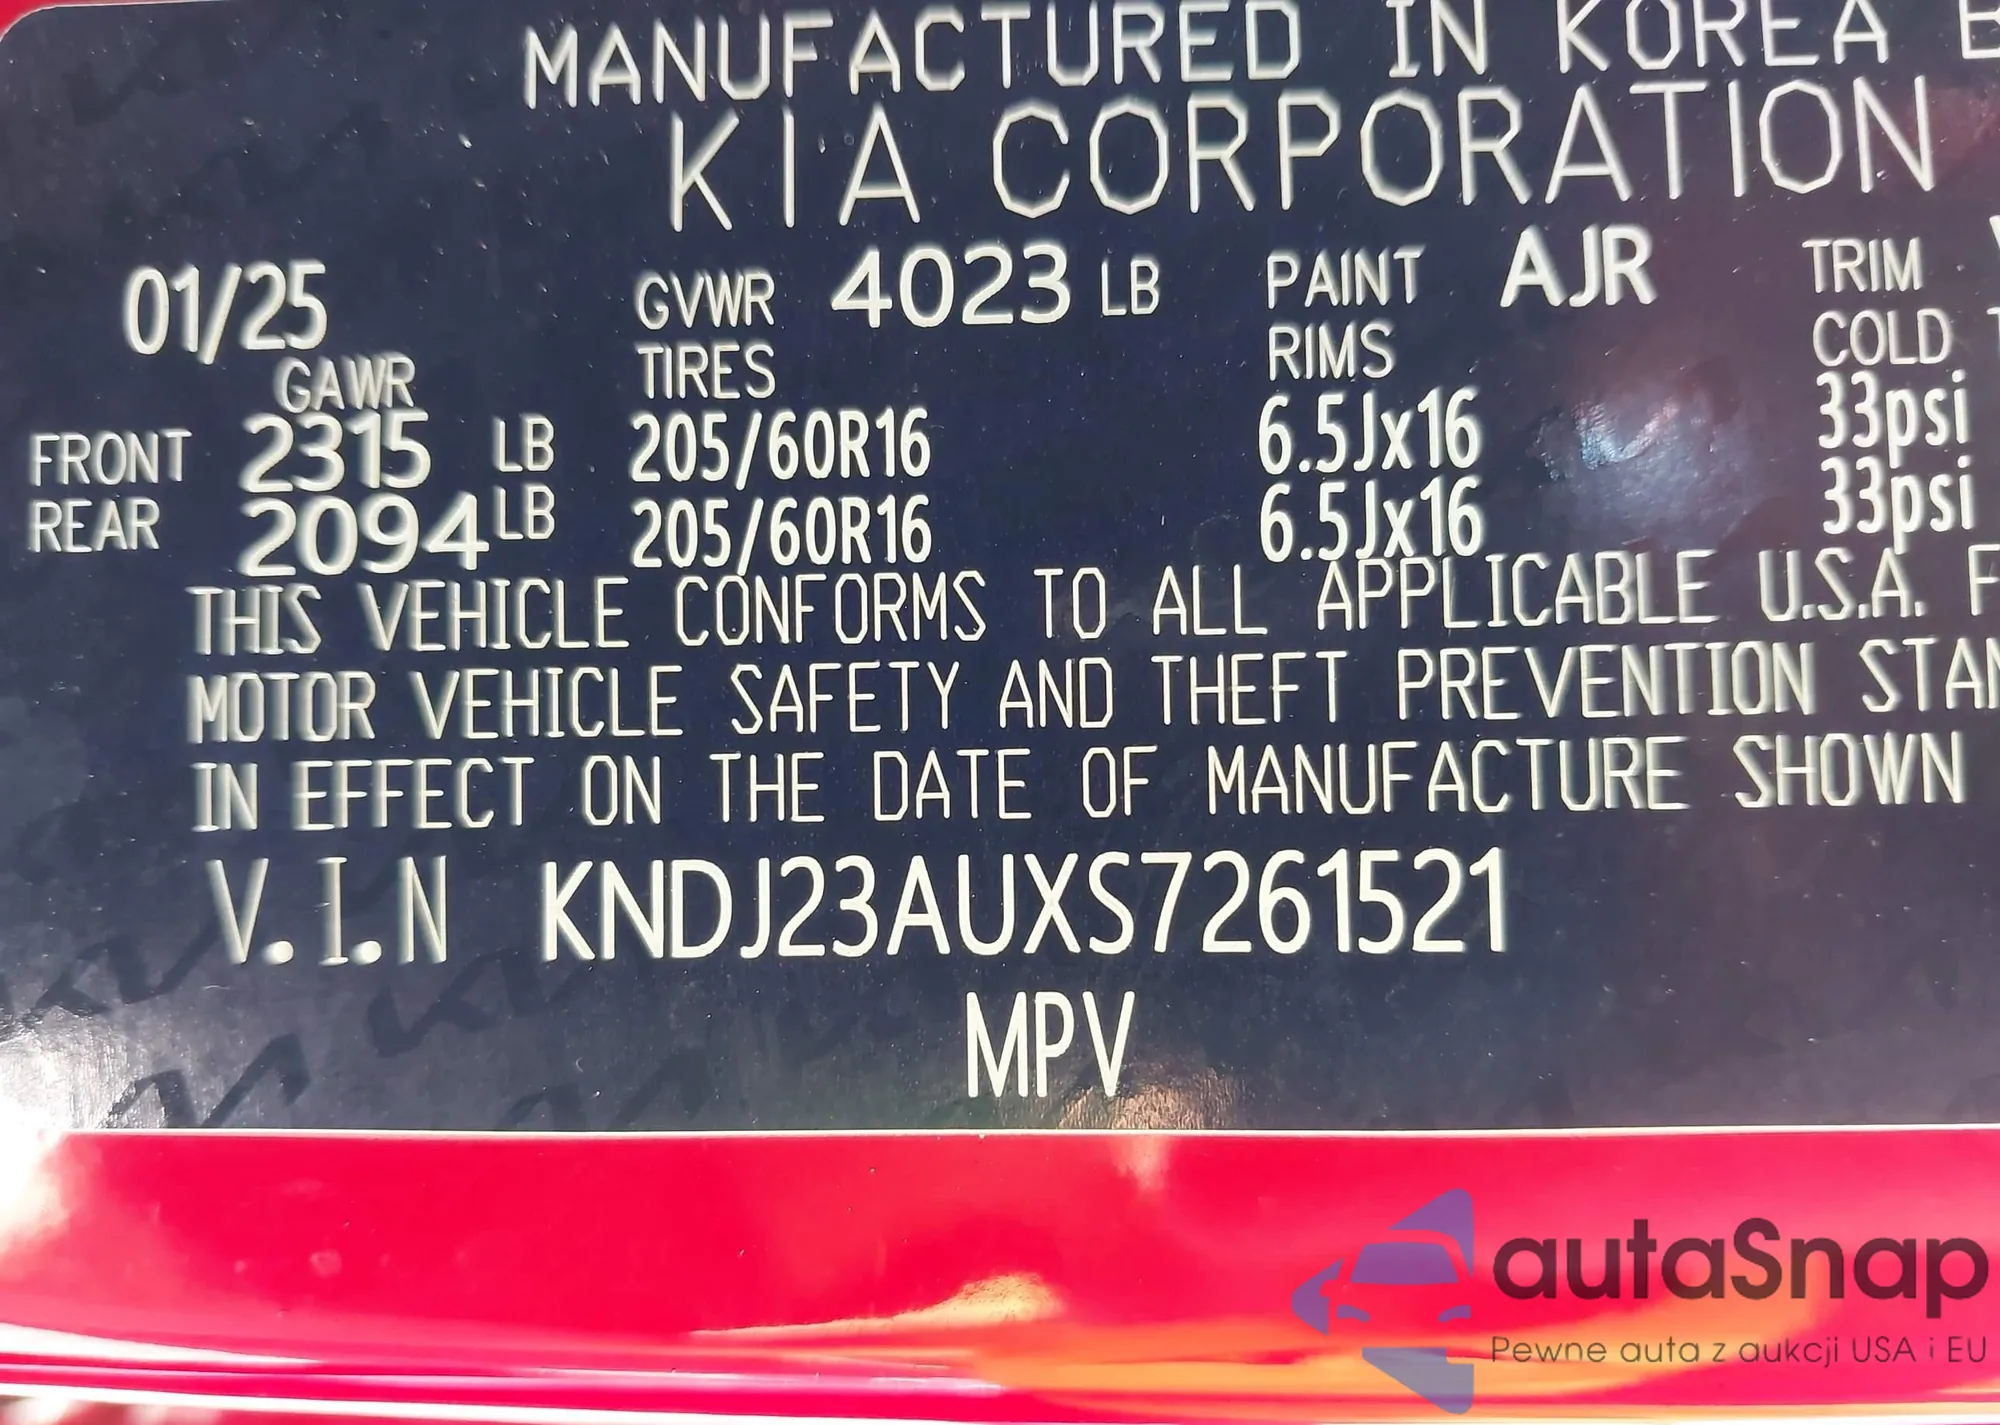 MANUFACTURED IN KOREA B
KIA CORPORATION
01/25 GVWR 4023 LB PAINT AJR TRIM
GAWR TIRES RIMS COLD
FRONT 2315 LB 205/60R16 6.5Jx16 33psi
REAR 2094 LB 205/60R16 6.5Jx16 33psi
THIS VEHICLE CONFORMS TO ALL APPLICABLE U.S.A. F
MOTOR VEHICLE SAFETY AND THEFT PREVENTION STAN
IN EFFECT ON THE DATE OF MANUFACTURE SHOWN
V.I.N KNDJ23AUXS7261521
MPV
autaSnap
Pewne auta z aukcji USA i EU